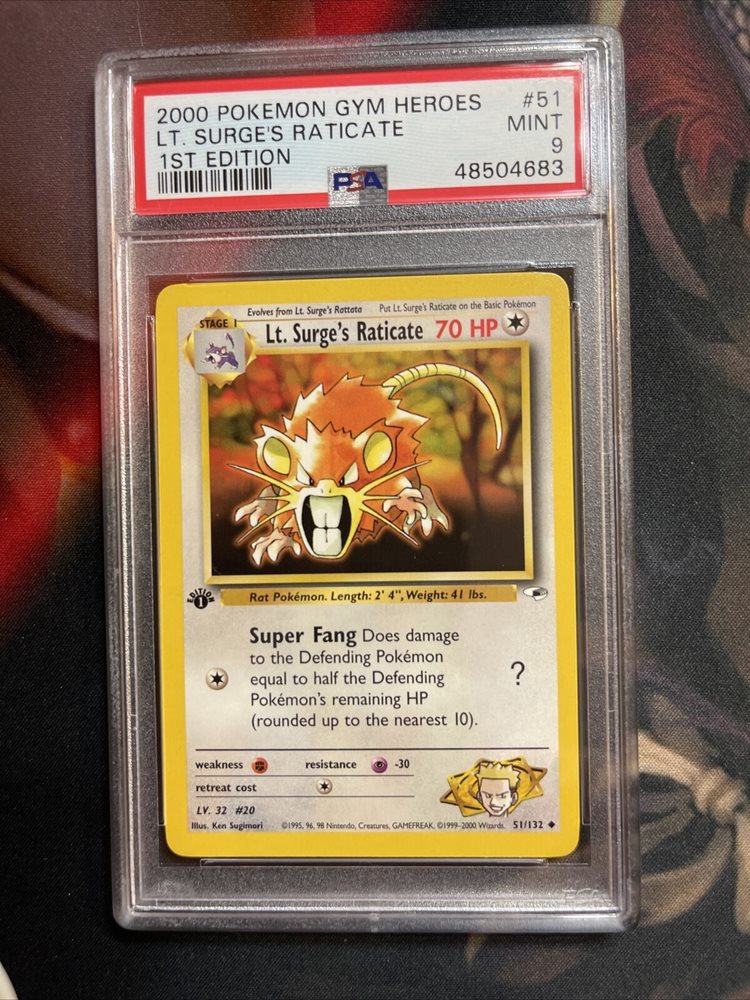 2000 POKEMON GYM HEROES #51
LT. SURGE'S RATICATE MINT
1ST EDITION 9
PSA 48504683
Evolves from Lt. Surge's Rattata Put Lt. Surge's Raticate on the Basic Pokémon
STAGE 1 Lt. Surge's Raticate 70 HP
EDITION 1
Rat Pokémon. Length: 2' 4", Weight: 41 lbs.
Super Fang Does damage
to the Defending Pokémon
equal to half the Defending ?
Pokémon's remaining HP
(rounded up to the nearest 10).
weakness resistance -30
retreat cost
LV. 32 #20
Illus. Ken Sugimori ©1995, 96, 98 Nintendo, Creatures, GAMEFREAK. ©1999-2000 Wizards. 51/132